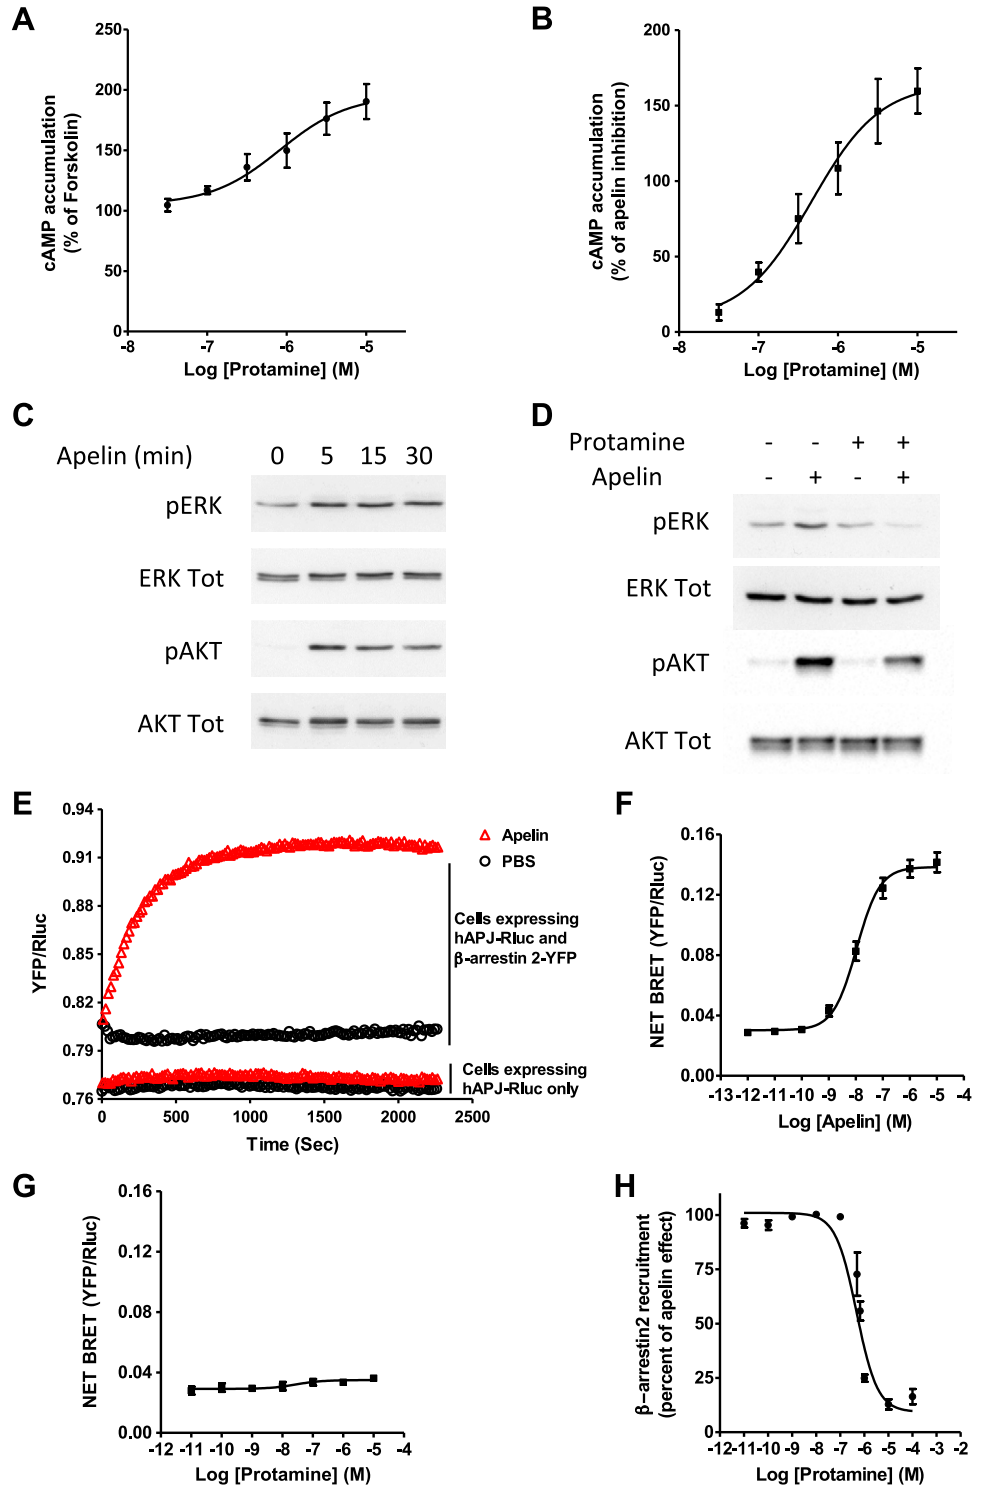 A
cAMP accumulation
(% of Forskolin)
250
200
150
100
50
0
-8
-7
-6
-5
Log [Protamine] (M)
B
cAMP accumulation
(% of apelin inhibition)
200
150
100
50
0
-8
-7
-6
-5
Log [Protamine] (M)
C
Apelin (min) 0 5 15 30
pERK
ERK Tot
pAKT
AKT Tot
D
Protamine - - + +
Apelin - + - +
pERK
ERK Tot
pAKT
AKT Tot
E
YFP/Rluc
0.94
0.91
0.88
0.85
0.82
0.79
0.76
0 500 1000 1500 2000 2500
Time (Sec)
Apelin
PBS
Cells expressing
hAPJ-Rluc and
β-arrestin 2-YFP
Cells expressing
hAPJ-Rluc only
F
NET BRET (YFP/Rluc)
0.16
0.12
0.08
0.04
0.00
-13 -12 -11 -10 -9 -8 -7 -6 -5 -4
Log [Apelin] (M)
G
NET BRET (YFP/Rluc)
0.16
0.12
0.08
0.04
0.00
-12 -11 -10 -9 -8 -7 -6 -5 -4
Log [Protamine] (M)
H
β-arrestin2 recruitment
(percent of apelin effect)
100
75
50
25
0
-12 -11 -10 -9 -8 -7 -6 -5 -4 -3 -2
Log [Protamine] (M)